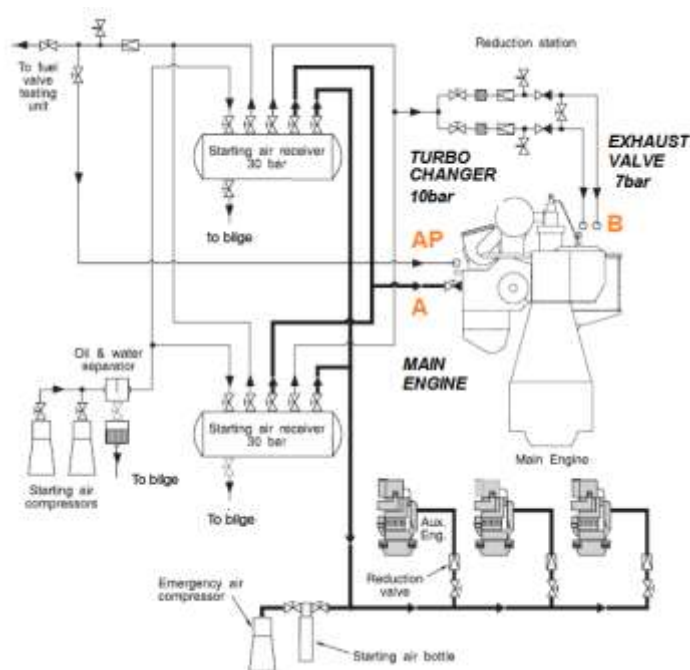 To fuel
valve
testing
unit
Reduction station
Starting air receiver
30 bar
TURBO
CHANGER
10bar
EXHAUST
VALVE
7bar
to bilge
AP
B
A
Oil & water
separator
MAIN
ENGINE
Starting air receiver
30 bar
Main Engine
Starting air
compressors
To bilge
To bilge
Aux.
Eng.
Reduction
valve
Emergency air
compressor
Starting air bottle